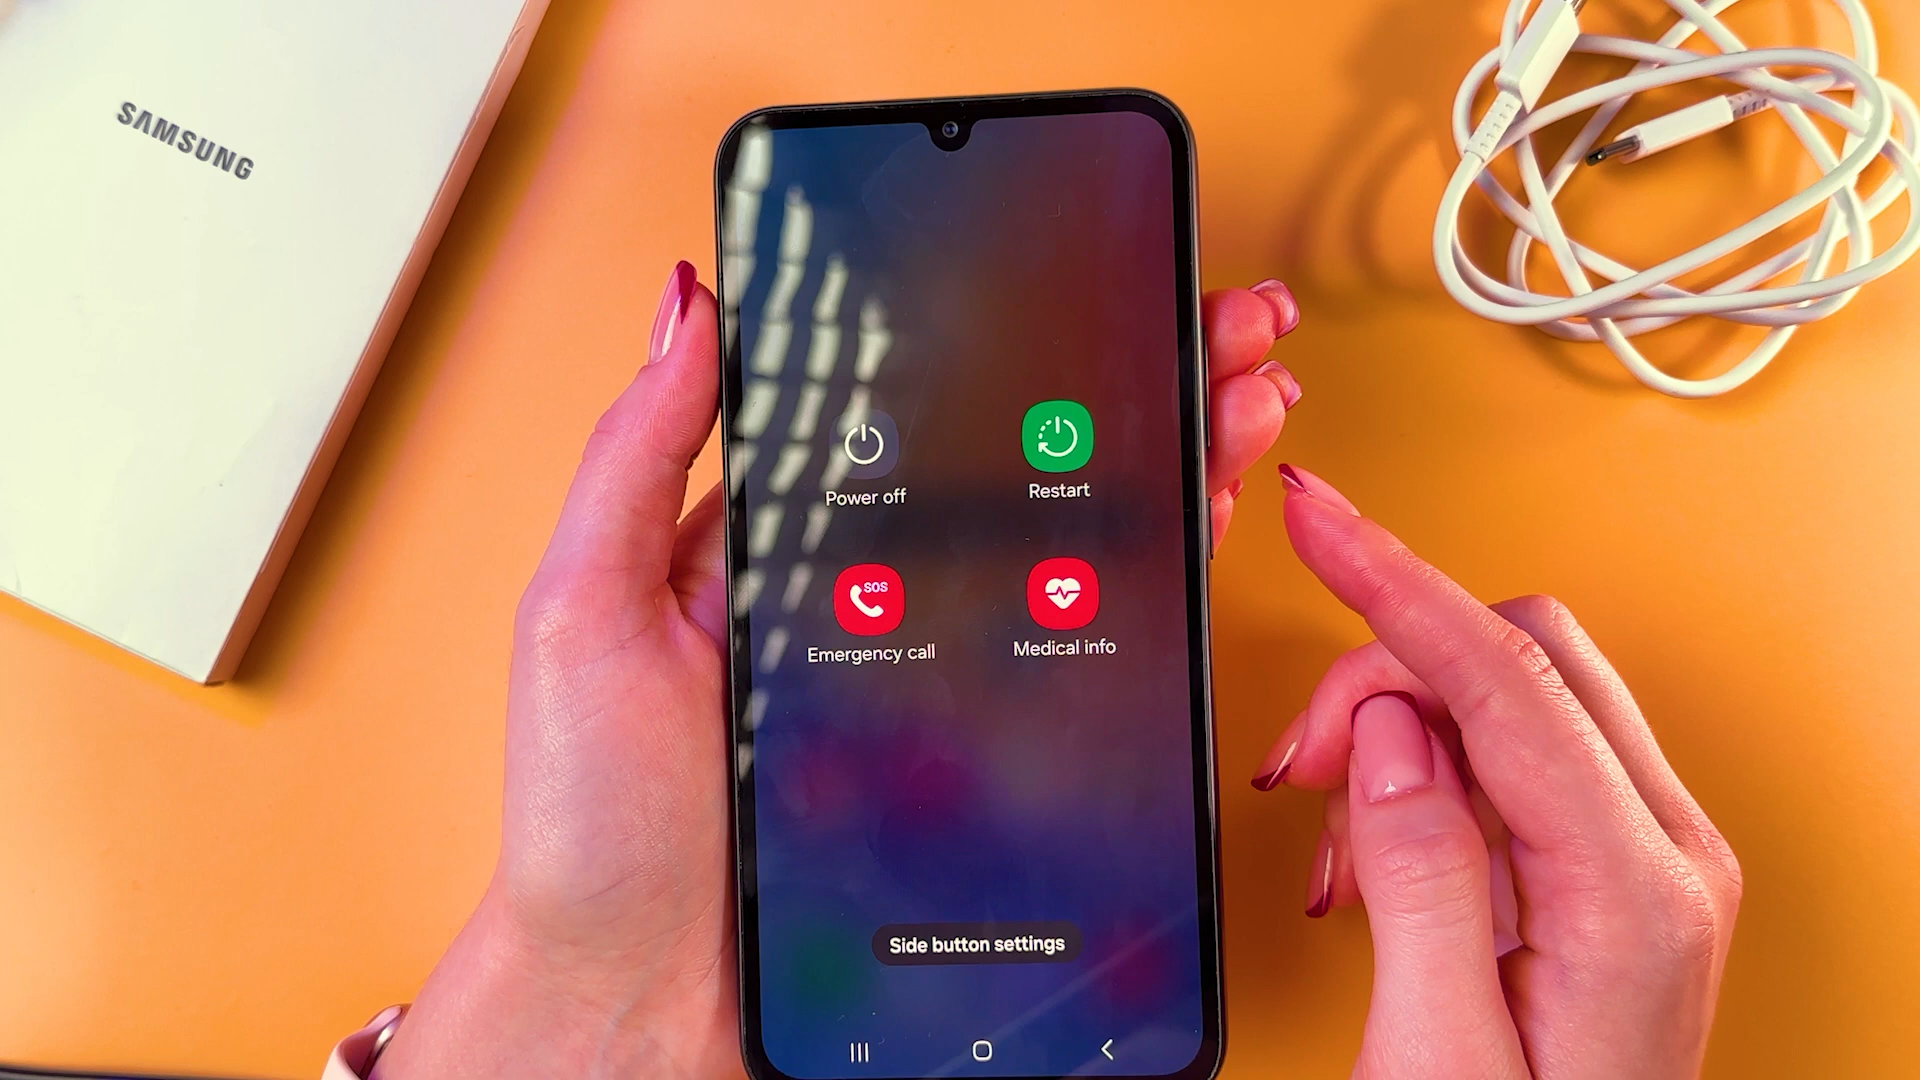 SAMSUNG
Power off
Restart
SOS
Emergency call
Medical info
Side button settings